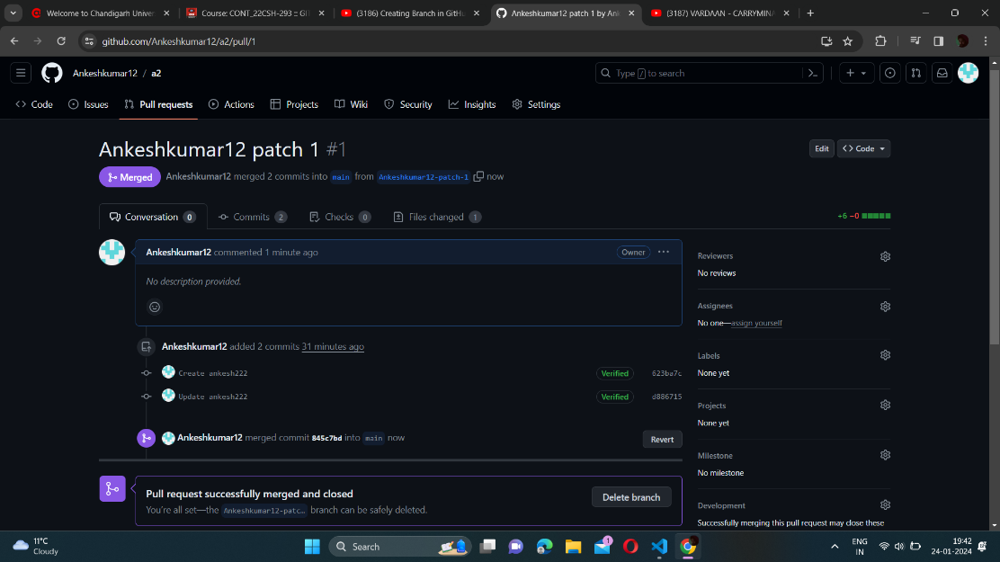 Welcome to Chandigarh Univer
Course: CONT_22CSH-293 :: GI
(3186) Creating Branch in GitHu
Ankeshkumar12 patch 1 by Ank
(3187) VARDAAN - CARRYMINA
github.com/Ankeshkumar12/a2/pull/1
Ankeshkumar12 / a2
Type / to search
Code
Issues
Pull requests
Actions
Projects
Wiki
Security
Insights
Settings
Ankeshkumar12 patch 1 #1
Edit
Code
Merged
Ankeshkumar12 merged 2 commits into main from Ankeshkumar12-patch-1 now
Conversation 0
Commits 2
Checks 0
Files changed 1
+6 −0
Ankeshkumar12 commented 1 minute ago
Owner
No description provided.
Ankeshkumar12 added 2 commits 31 minutes ago
Create ankesh222
Verified
623ba7c
Update ankesh222
Verified
d886715
Ankeshkumar12 merged commit 845c7bd into main now
Revert
Pull request successfully merged and closed
You're all set—the Ankeshkumar12-patc… branch can be safely deleted.
Delete branch
Reviewers
No reviews
Assignees
No one—assign yourself
Labels
None yet
Projects
None yet
Milestone
No milestone
Development
Successfully merging this pull request may close these
11°C
Cloudy
Search
1
ENG
IN
19:42
24-01-2024